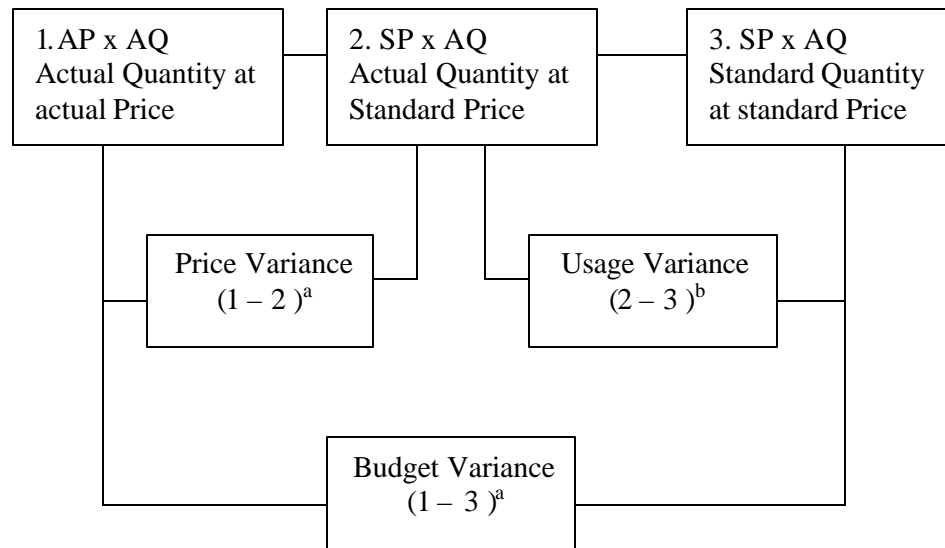 1. AP x AQ
Actual Quantity at
actual Price
2. SP x AQ
Actual Quantity at
Standard Price
3. SP x AQ
Standard Quantity
at standard Price
Price Variance
(1 – 2 )ᵃ
Usage Variance
(2 – 3 )ᵇ
Budget Variance
(1 – 3 )ᵃ